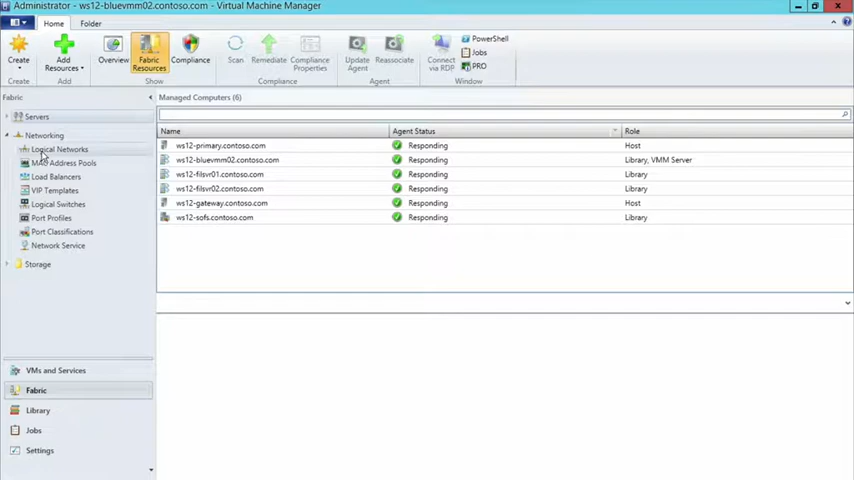 Administrator - ws12-bluevmm02.contoso.com - Virtual Machine Manager
Home Folder
Create
Add Resources
Overview
Fabric Resources
Compliance
Scan
Remediate
Compliance Properties
Update Agent
Reassociate
Connect via RDP
PowerShell
Jobs
PRO
Create Add Show Compliance Agent Window
Fabric
Servers
Networking
Logical Networks
MAC Address Pools
Load Balancers
VIP Templates
Logical Switches
Port Profiles
Port Classifications
Network Service
Storage
VMs and Services
Fabric
Library
Jobs
Settings
Managed Computers (6)
Name Agent Status Role
ws12-primary.contoso.com Responding Host
ws12-bluevmm02.contoso.com Responding Library, VMM Server
ws12-filsvr01.contoso.com Responding Library
ws12-filsvr02.contoso.com Responding Library
ws12-gateway.contoso.com Responding Host
ws12-sofs.contoso.com Responding Library